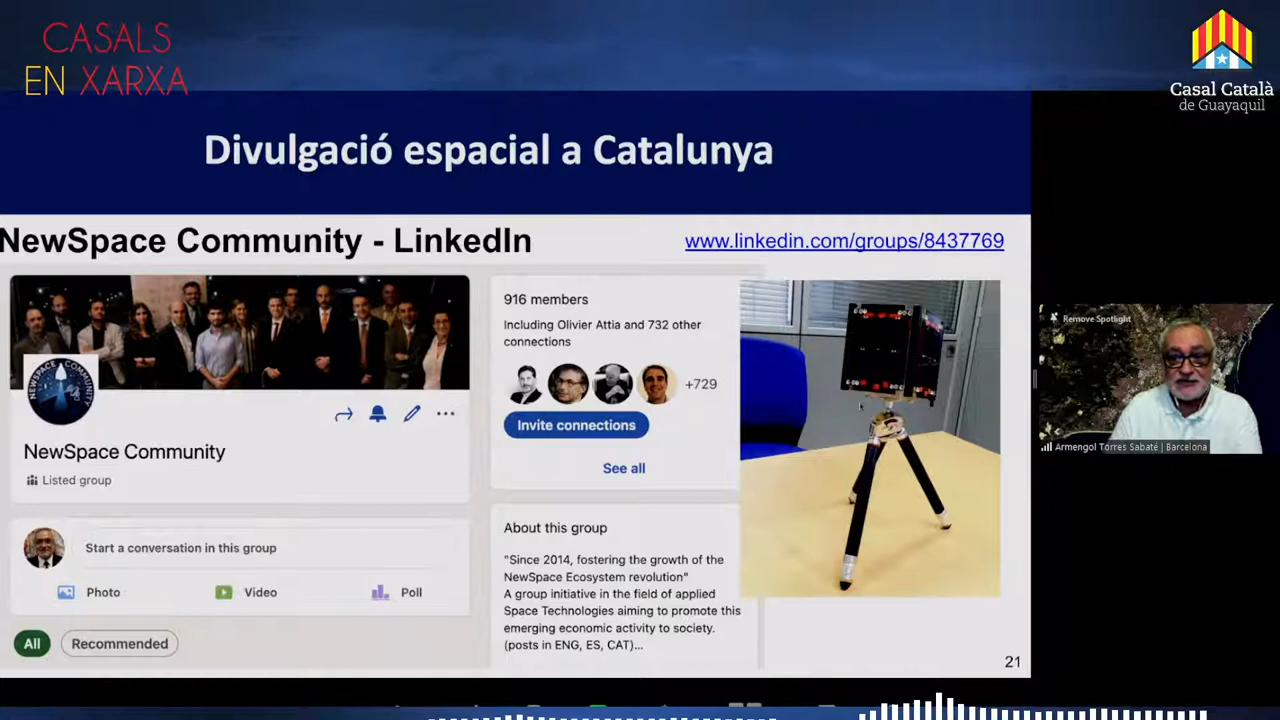 CASALS
EN XARXA
Casal Català
de Guayaquil
Divulgació espacial a Catalunya
NewSpace Community - LinkedIn
www.linkedin.com/groups/8437769
NEWSPACE COMMUNITY
NewSpace Community
Listed group
Start a conversation in this group
Photo
Video
Poll
All
Recommended
916 members
Including Olivier Attia and 732 other
connections
+729
Invite connections
See all
About this group
"Since 2014, fostering the growth of the
NewSpace Ecosystem revolution"
A group initiative in the field of applied
Space Technologies aiming to promote this
emerging economic activity to society.
(posts in ENG, ES, CAT)...
21
Remove Spotlight
Armengol Torres Sabaté | Barcelona